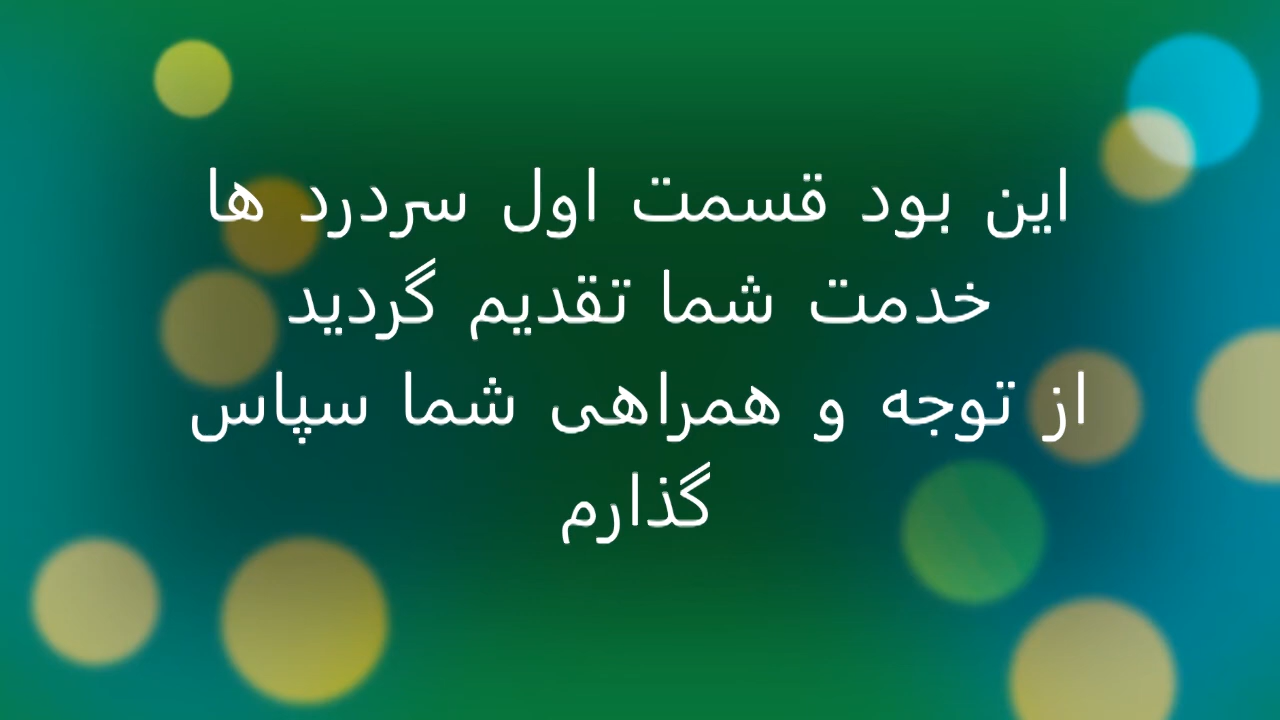 این بود قسمت اول سردرد ها
خدمت شما تقدیم گردید
از توجه و همراهی شما سپاس
گذارم